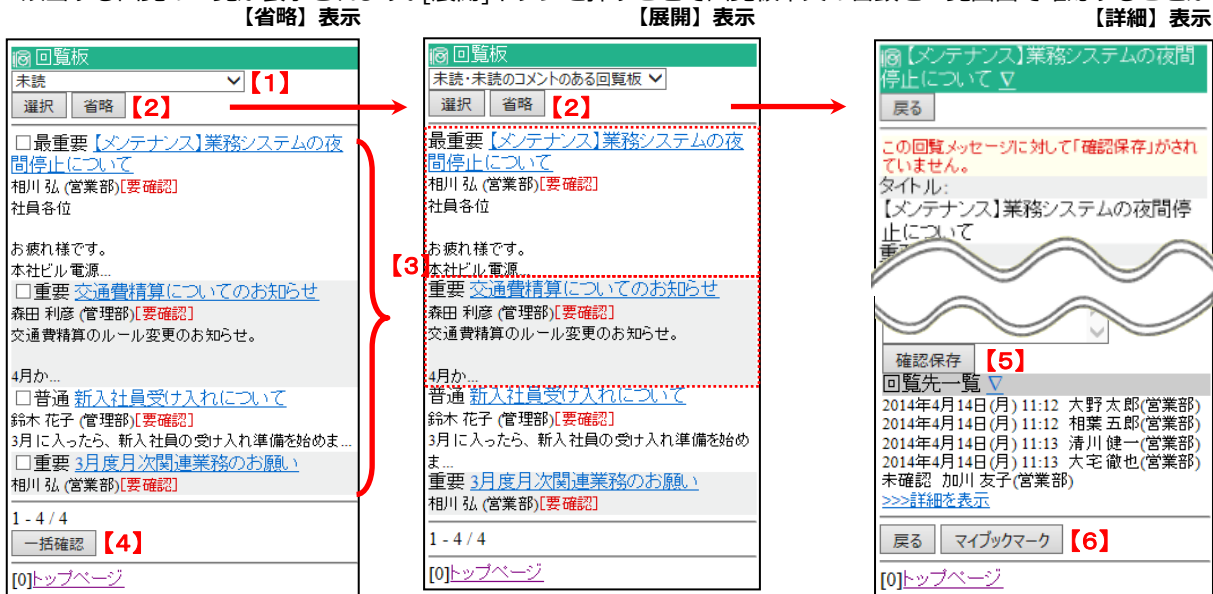 【省略】表示
【展開】表示
【詳細】表示
回覧板
未読
【1】
選択 省略 【2】
□最重要 【メンテナンス】業務システムの夜
間停止について
相川 弘 (営業部)[要確認]
社員各位
お疲れ様です。
本社ビル 電源...
□重要 交通費精算についてのお知らせ
森田 利彦 (管理部)[要確認]
交通費精算のルール変更のお知らせ。
4月か...
□普通 新入社員受け入れについて
鈴木 花子 (管理部)[要確認]
3月に入ったら、新入社員の受け入れ準備を始めま...
□重要 3月度月次関連業務のお願い
相川 弘 (営業部)[要確認]
1 - 4 / 4
一括確認 【4】
[0]トップページ
【3】
回覧板
未読・未読のコメントのある回覧板
選択 省略 【2】
最重要 【メンテナンス】業務システムの夜
間停止について
相川 弘 (営業部)[要確認]
社員各位
お疲れ様です。
本社ビル 電源...
重要 交通費精算についてのお知らせ
森田 利彦 (管理部)[要確認]
交通費精算のルール変更のお知らせ。
4月か...
普通 新入社員受け入れについて
鈴木 花子 (管理部)[要確認]
3月に入ったら、新入社員の受け入れ準備を始め
ま...
重要 3月度月次関連業務のお願い
相川 弘 (営業部)[要確認]
1 - 4 / 4
[0]トップページ
【メンテナンス】業務システムの夜間
停止について ▽
戻る
この回覧メッセージに対して「確認保存」がされ
ていません。
タイトル:
【メンテナンス】業務システムの夜間停
止について
確認保存 【5】
回覧先一覧 ▽
2014年4月14日(月) 11:12 大野 太郎(営業部)
2014年4月14日(月) 11:12 相葉 五郎(営業部)
2014年4月14日(月) 11:13 清川 健一(営業部)
2014年4月14日(月) 11:13 大宅 徹也(営業部)
未確認 加川 友子(営業部)
>>>詳細を表示
戻る マイブックマーク 【6】
[0]トップページ